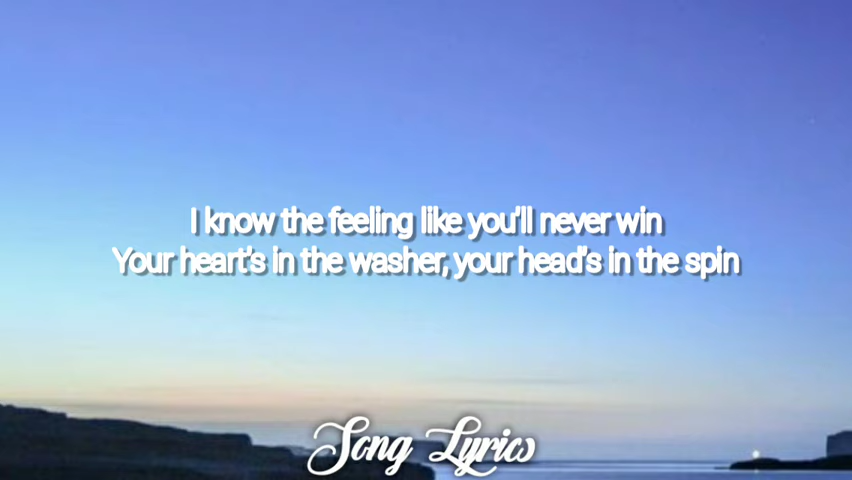 I know the feeling like you'll never win
Your heart's in the washer, your head's in the spin
Song Lyrics